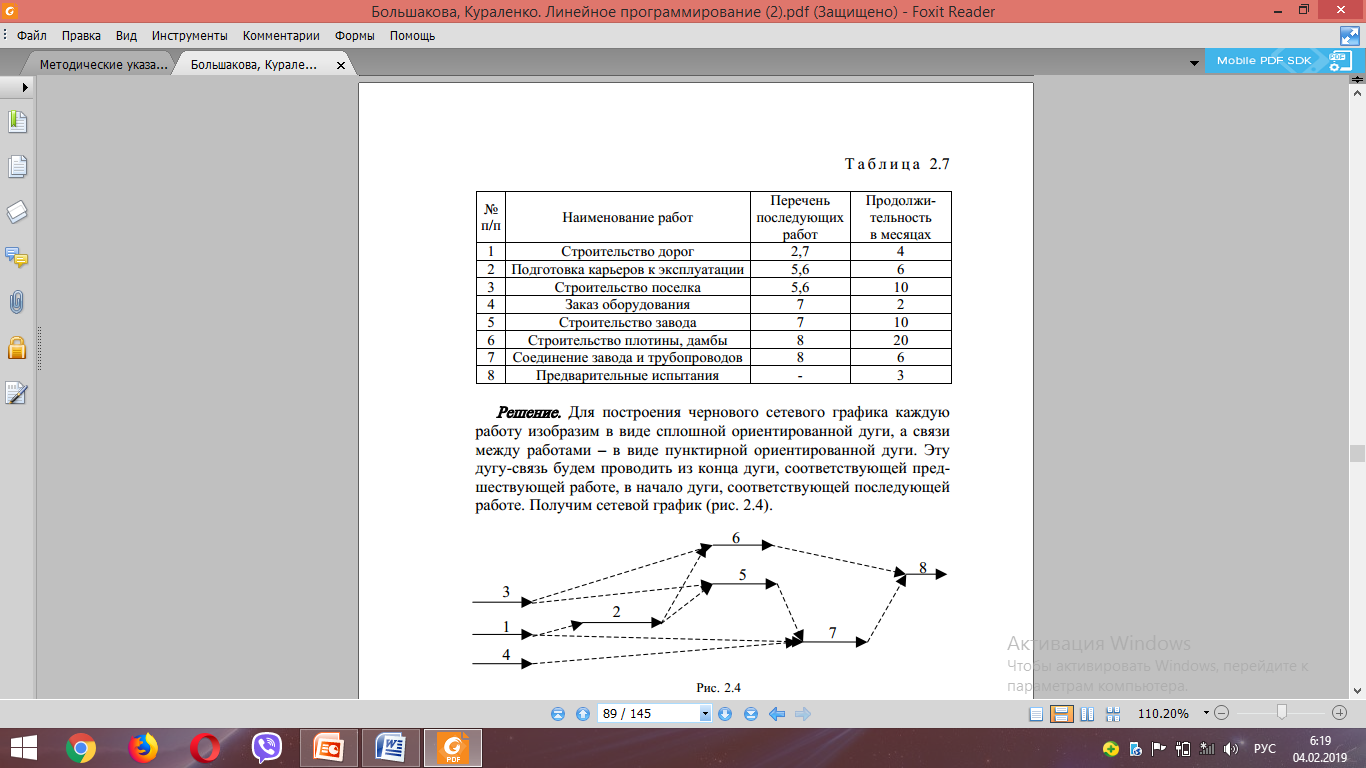 Большакова, Кураленко. Линейное программирование (2).pdf (Защищено) - Foxit Reader
Файл Правка Вид Инструменты Комментарии Формы Помощь
Методические указа... Большакова, Курале... Mobile PDF SDK
Таблица 2.7
№ п/п Наименование работ Перечень последующих работ Продолжи-тельность в месяцах
1 Строительство дорог 2,7 4
2 Подготовка карьеров к эксплуатации 5,6 6
3 Строительство поселка 5,6 10
4 Заказ оборудования 7 2
5 Строительство завода 7 10
6 Строительство плотины, дамбы 8 20
7 Соединение завода и трубопроводов 8 6
8 Предварительные испытания - 3
Решение. Для построения чернового сетевого графика каждую
работу изобразим в виде сплошной ориентированной дуги, а связи
между работами – в виде пунктирной ориентированной дуги. Эту
дугу-связь будем проводить из конца дуги, соответствующей пред-
шествующей работе, в начало дуги, соответствующей последующей
работе. Получим сетевой график (рис. 2.4).
6
5
8
3
2
1
7
4
Рис. 2.4
Активация Windows
Чтобы активировать Windows, перейдите к
параметрам компьютера.
89 / 145 110.20%
PDF РУС 6:19
04.02.2019